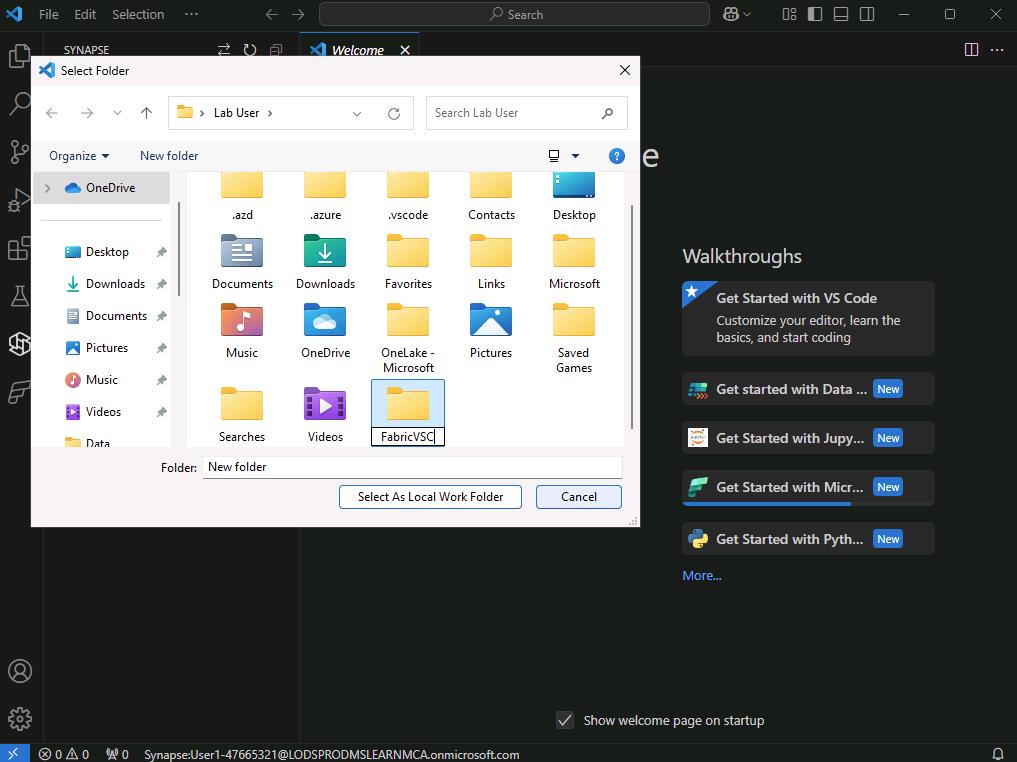 File Edit Selection ··· Search
SYNAPSE
Welcome
Select Folder
Lab User
Search Lab User
Organize
New folder
OneDrive
Desktop
Downloads
Documents
Pictures
Music
Videos
Data
.azd .azure .vscode Contacts Desktop
Documents Downloads Favorites Links Microsoft
Music OneDrive OneLake - Microsoft Pictures Saved Games
Searches Videos FabricVSC
Folder: New folder
Select As Local Work Folder Cancel
e
Walkthroughs
Get Started with VS Code
Customize your editor, learn the
basics, and start coding
Get started with Data ... New
Get Started with Jupy... New
Get Started with Micr... New
Get Started with Pyth... New
More...
Show welcome page on startup
0 0 0 Synapse:User1-47665321@LODSPRODMSLEARNMCA.onmicrosoft.com